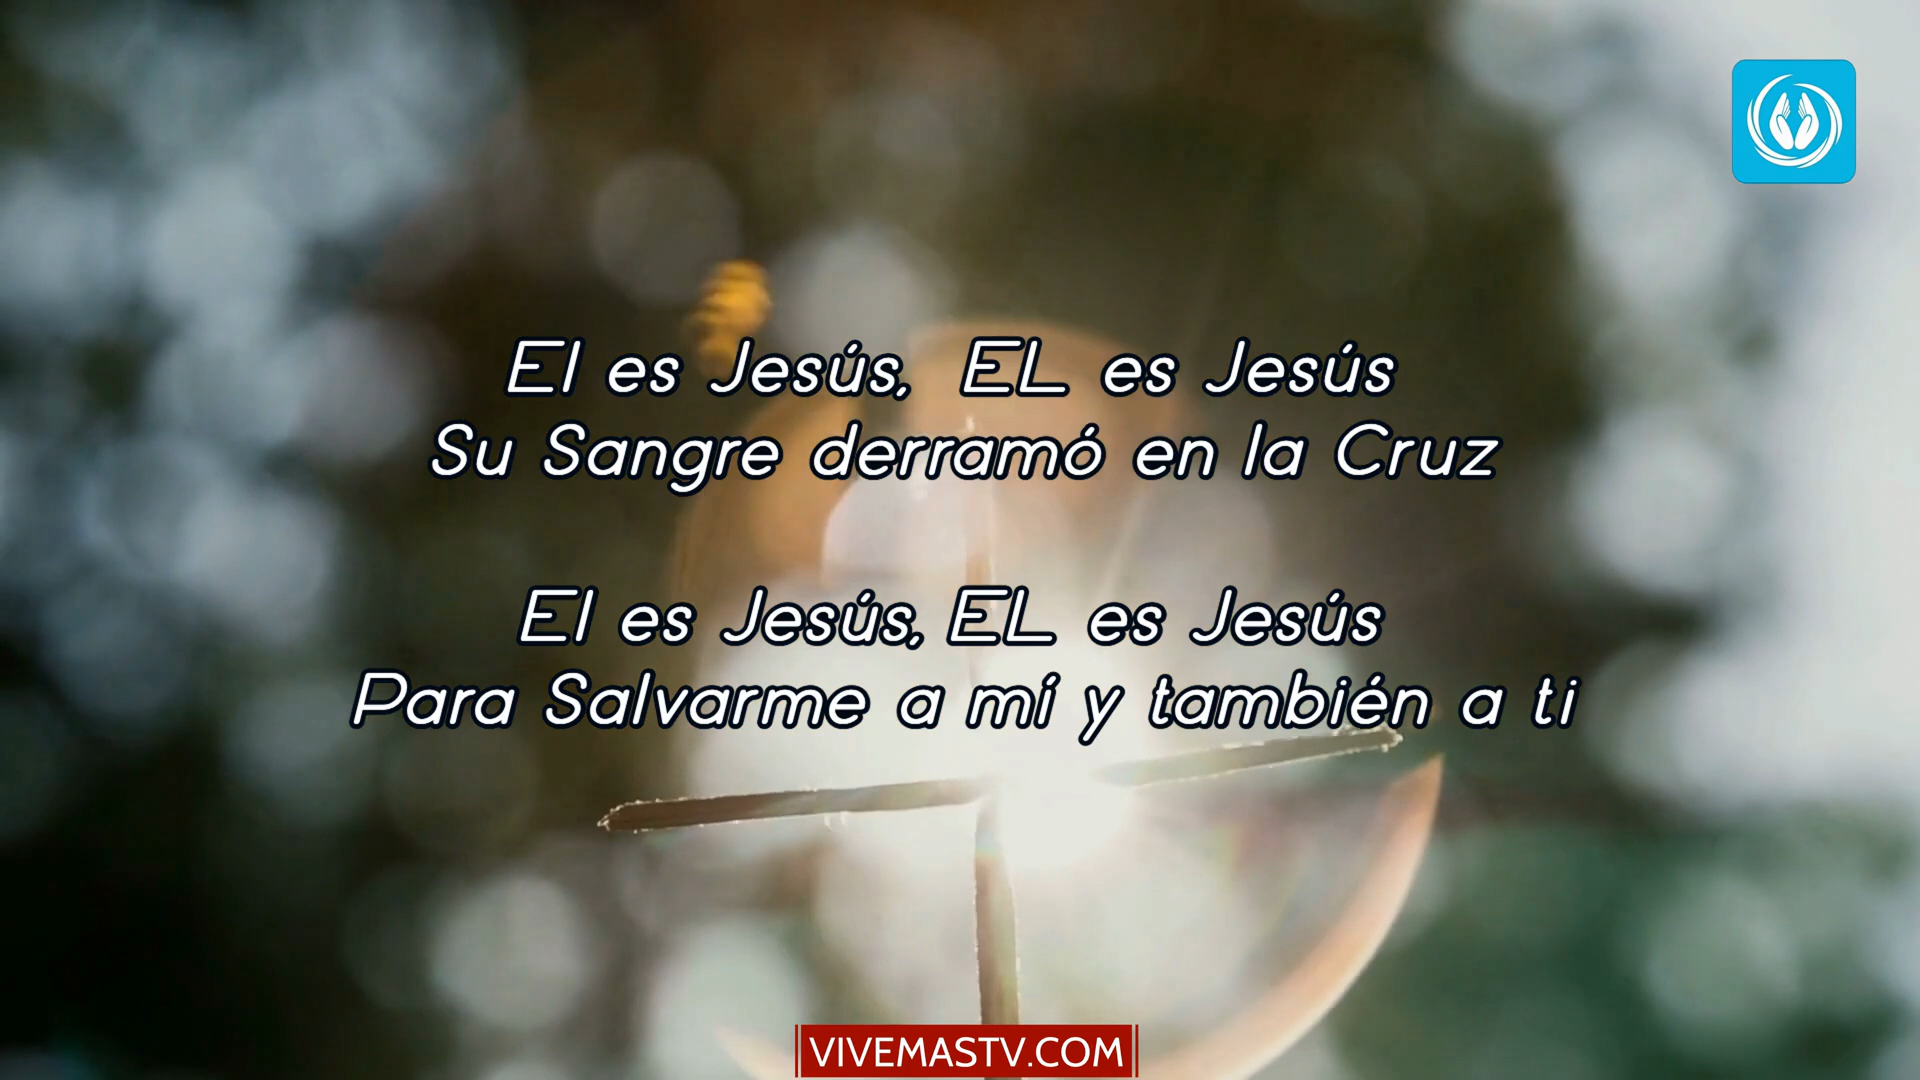 El es Jesús, EL es Jesús
Su Sangre derramó en la Cruz
El es Jesús, EL es Jesús
Para Salvarme a mí y también a ti
VIVEMASTV.COM